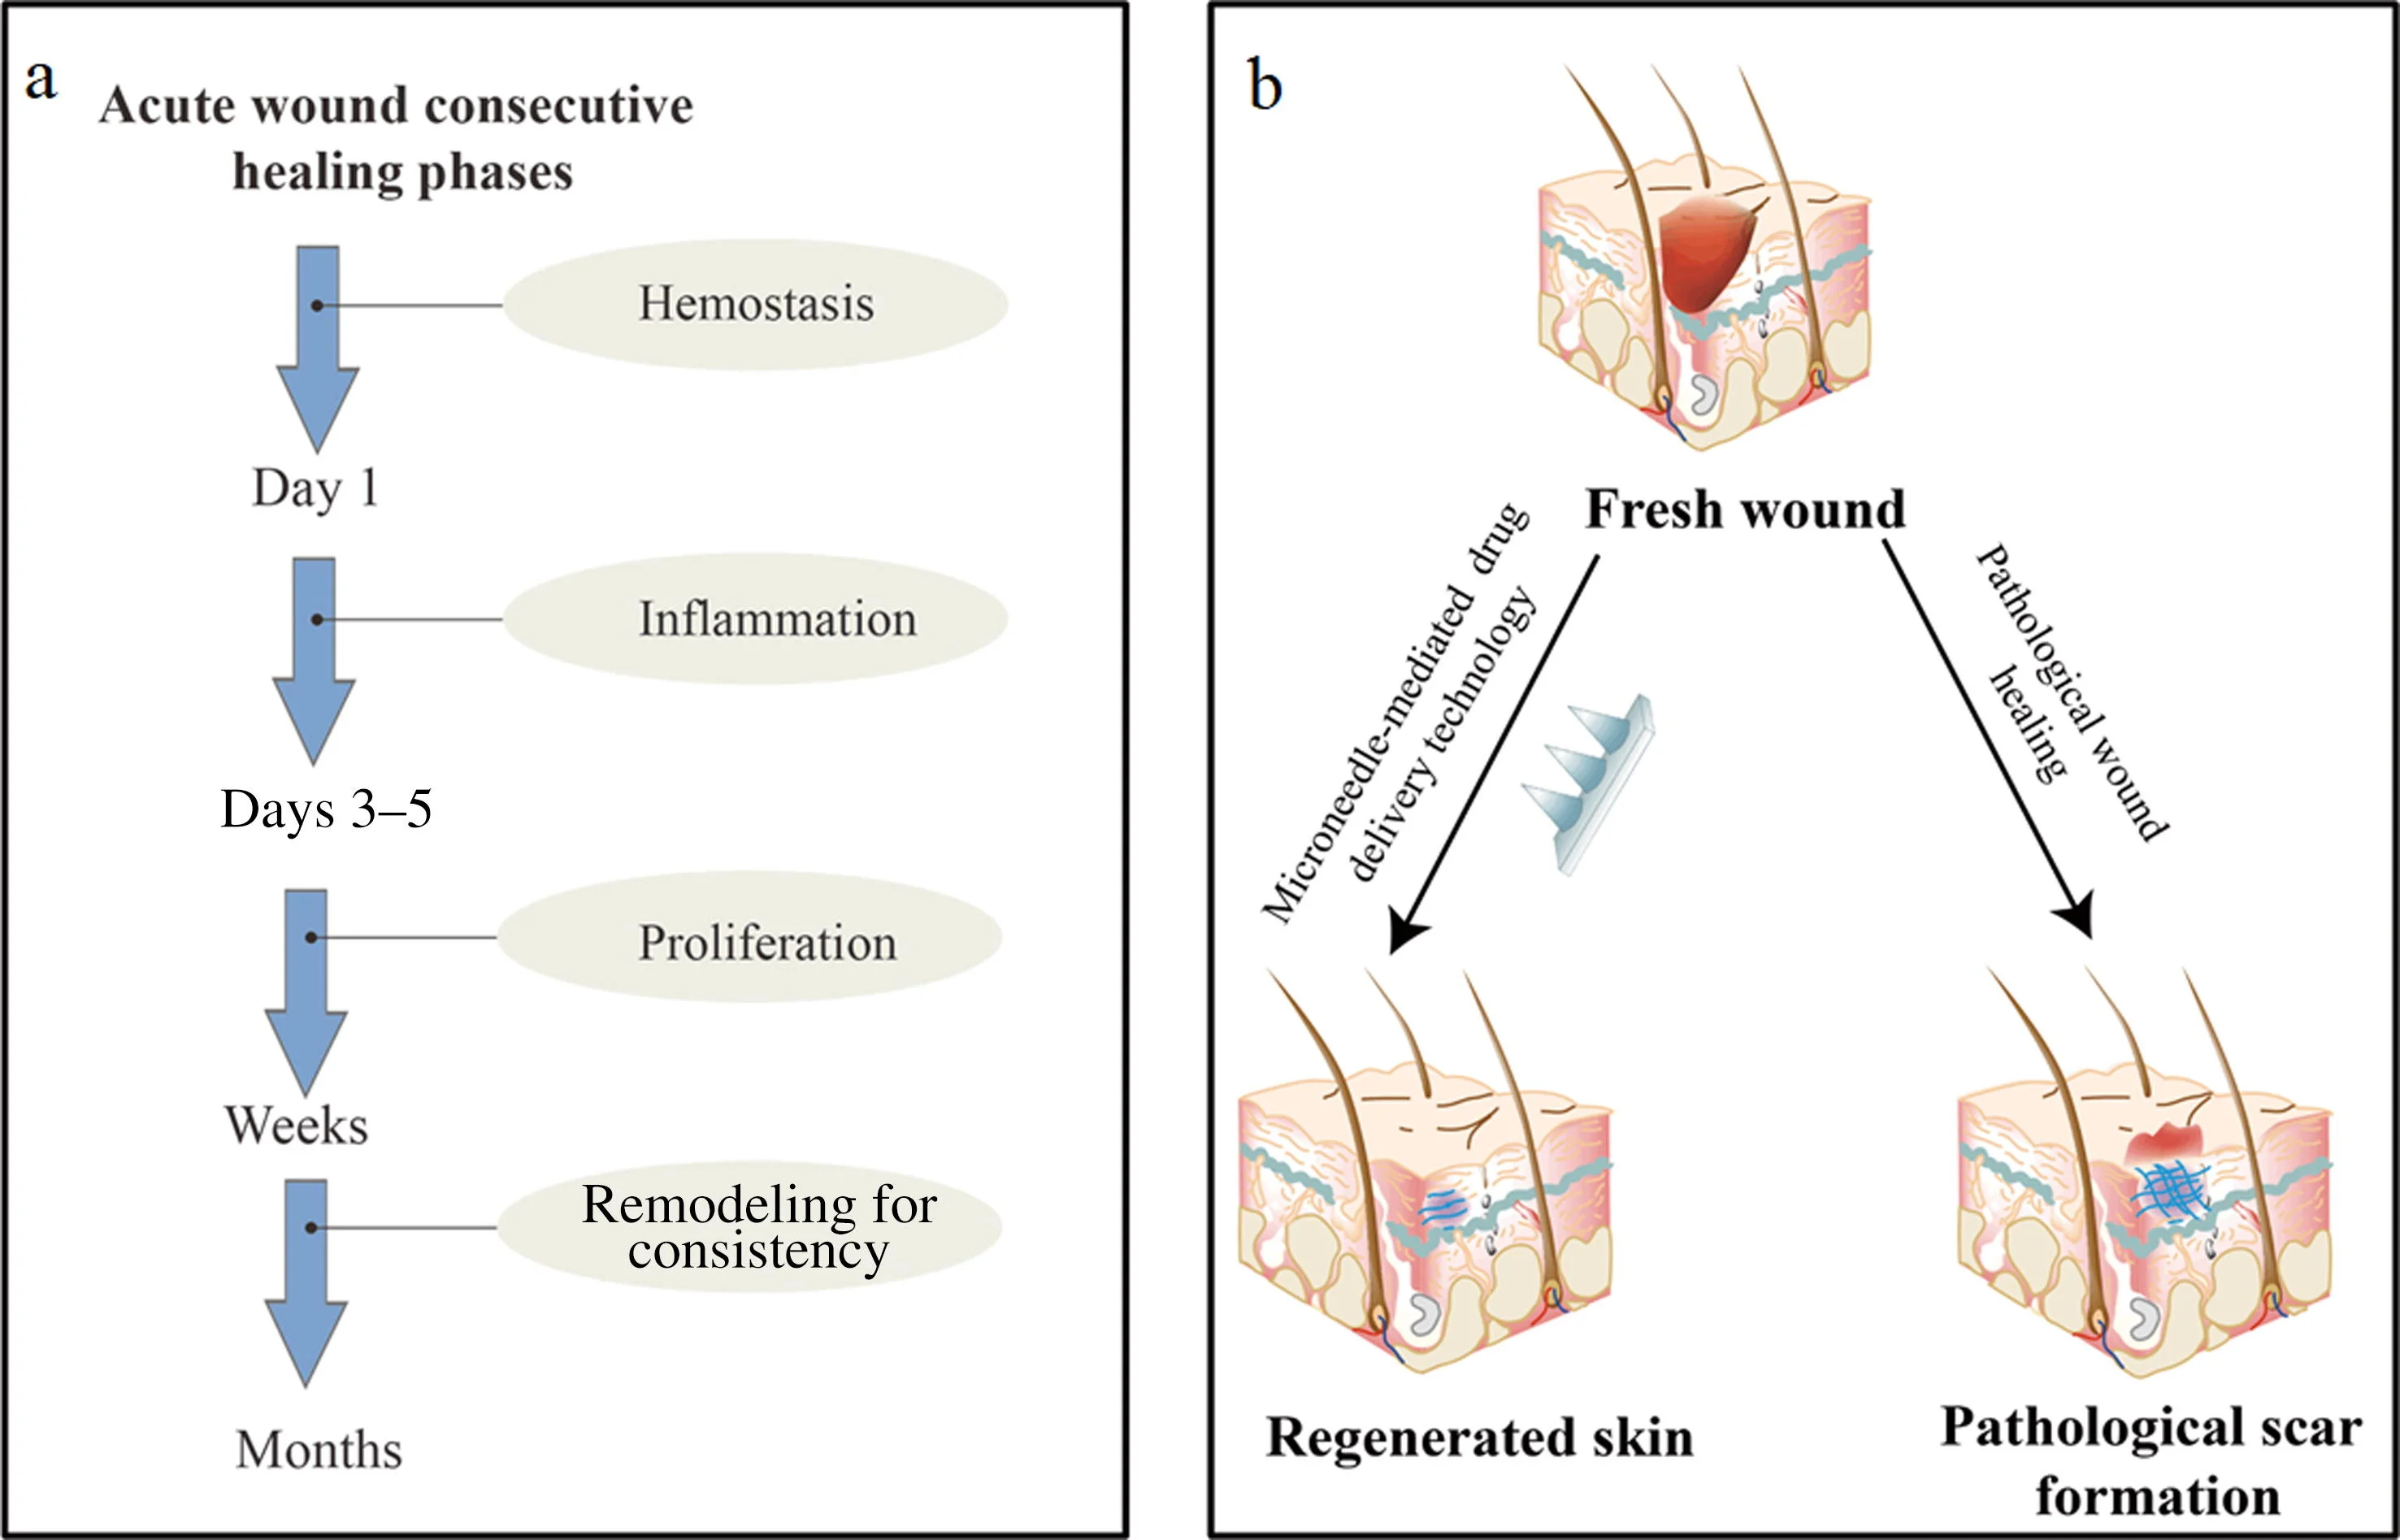 a
Acute wound consecutive
healing phases
Hemostasis
Day 1
Inflammation
Days 3–5
Proliferation
Weeks
Remodeling for
consistency
Months
b
Fresh wound
Microneedle-mediated drug
delivery technology
Pathological wound
healing
Regenerated skin
Pathological scar
formation